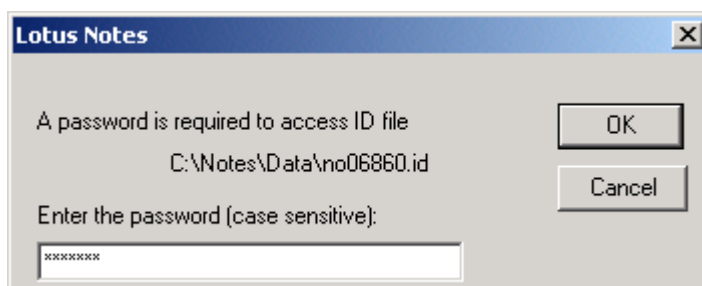 Lotus Notes
A password is required to access ID file
OK
C:\Notes\Data\no06860.id
Cancel
Enter the password (case sensitive):
xxxxxxx